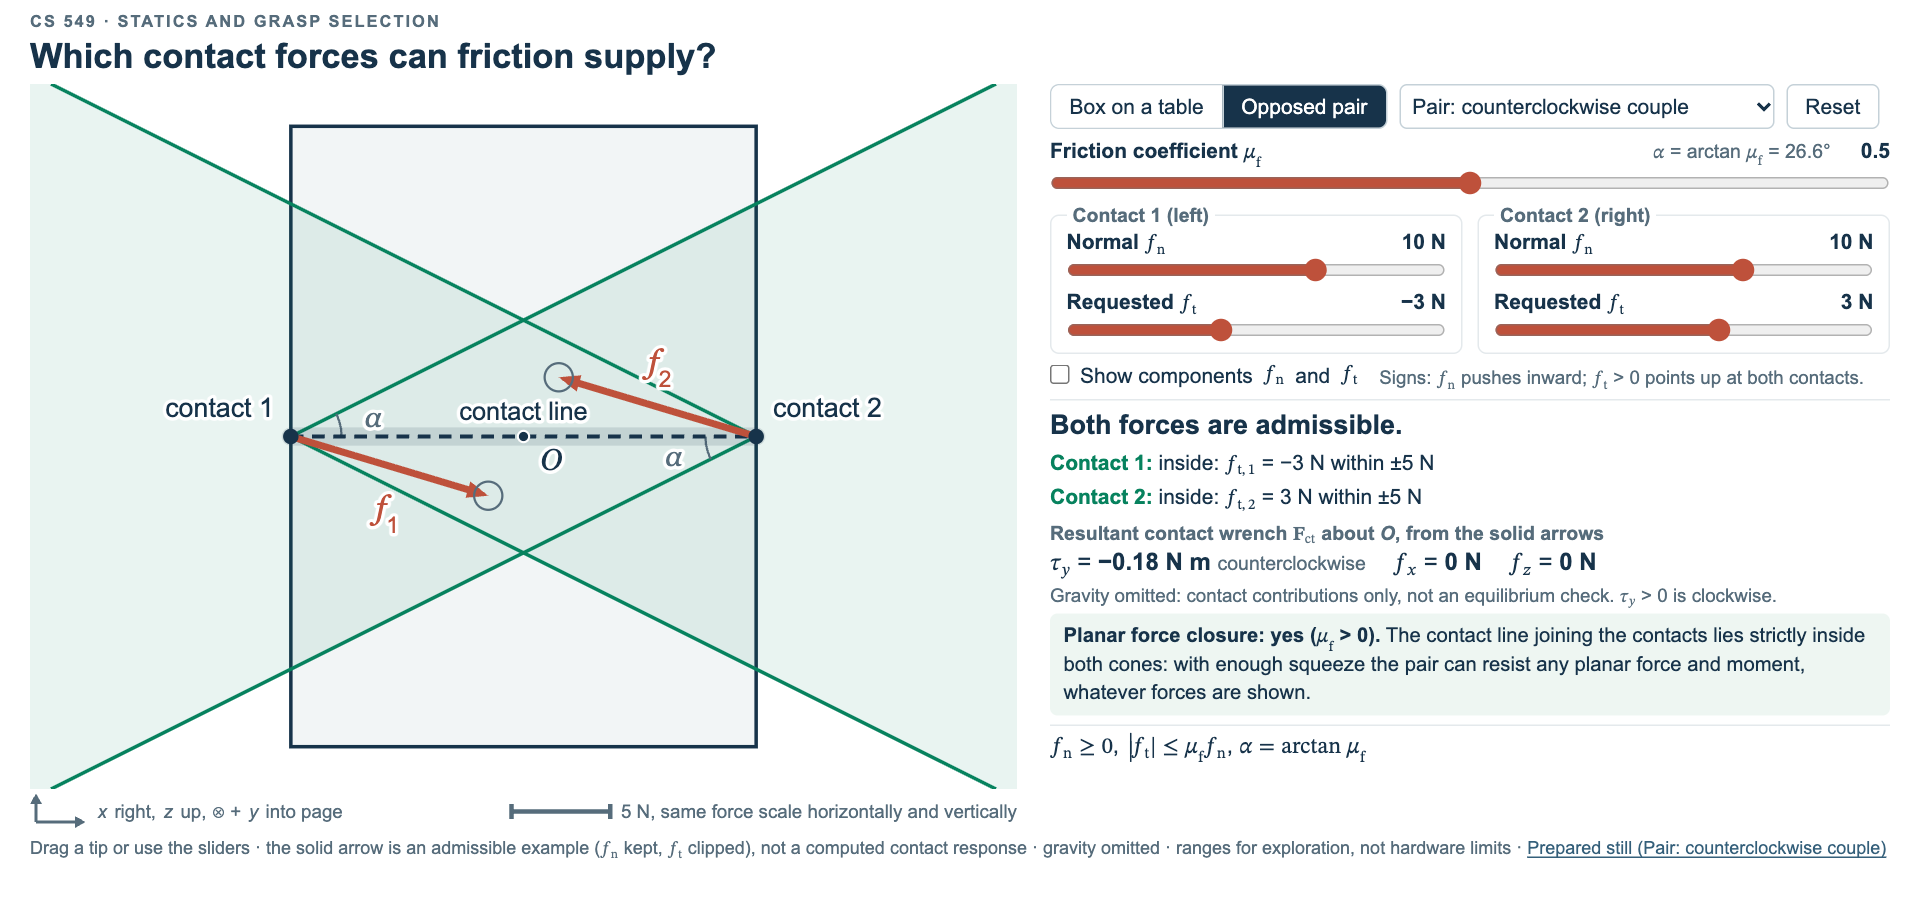 CS 549 · STATICS AND GRASP SELECTION
Which contact forces can friction supply?
contact 1
contact 2
contact line
α
α
O
f1
f2
x right, z up, ⊗ + y into page
5 N, same force scale horizontally and vertically
Box on a table
Opposed pair
Pair: counterclockwise couple
Reset
Friction coefficient μf
α = arctan μf = 26.6°
0.5
Contact 1 (left)
Normal fn 10 N
Requested ft −3 N
Contact 2 (right)
Normal fn 10 N
Requested ft 3 N
Show components fn and ft
Signs: fn pushes inward; ft > 0 points up at both contacts.
Both forces are admissible.
Contact 1: inside: ft,1 = −3 N within ±5 N
Contact 2: inside: ft,2 = 3 N within ±5 N
Resultant contact wrench Fct about O, from the solid arrows
τy = −0.18 N m counterclockwise fx = 0 N fz = 0 N
Gravity omitted: contact contributions only, not an equilibrium check. τy > 0 is clockwise.
Planar force closure: yes (μf > 0). The contact line joining the contacts lies strictly inside
both cones: with enough squeeze the pair can resist any planar force and moment,
whatever forces are shown.
fn ≥ 0, |ft| ≤ μffn, α = arctan μf
Drag a tip or use the sliders · the solid arrow is an admissible example (fn kept, ft clipped), not a computed contact response · gravity omitted · ranges for exploration, not hardware limits · Prepared still (Pair: counterclockwise couple)